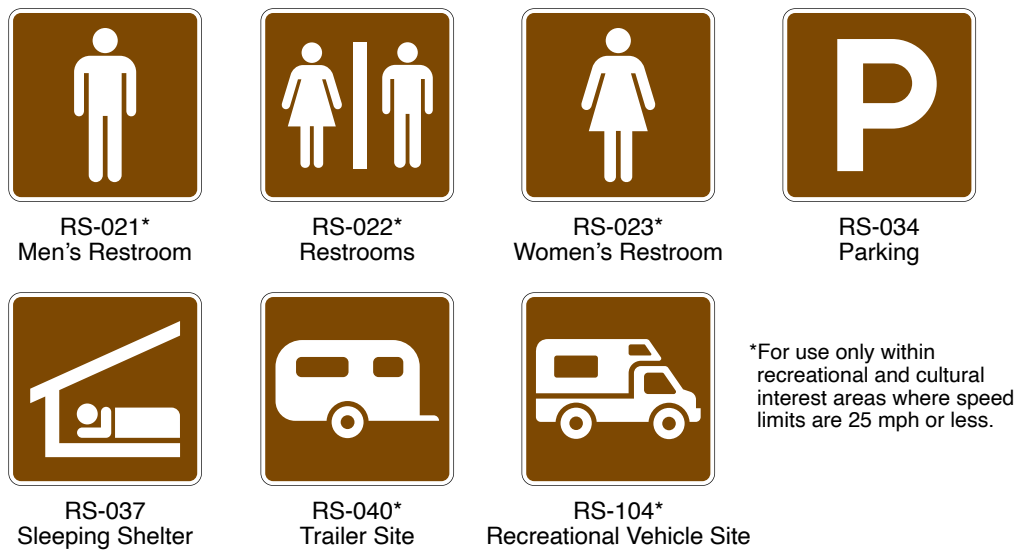 P
RS-021*
Men’s Restroom
RS-022*
Restrooms
RS-023*
Women’s Restroom
RS-034
Parking
RS-037
Sleeping Shelter
RS-040*
Trailer Site
RS-104*
Recreational Vehicle Site
*For use only within
recreational and cultural
interest areas where speed
limits are 25 mph or less.